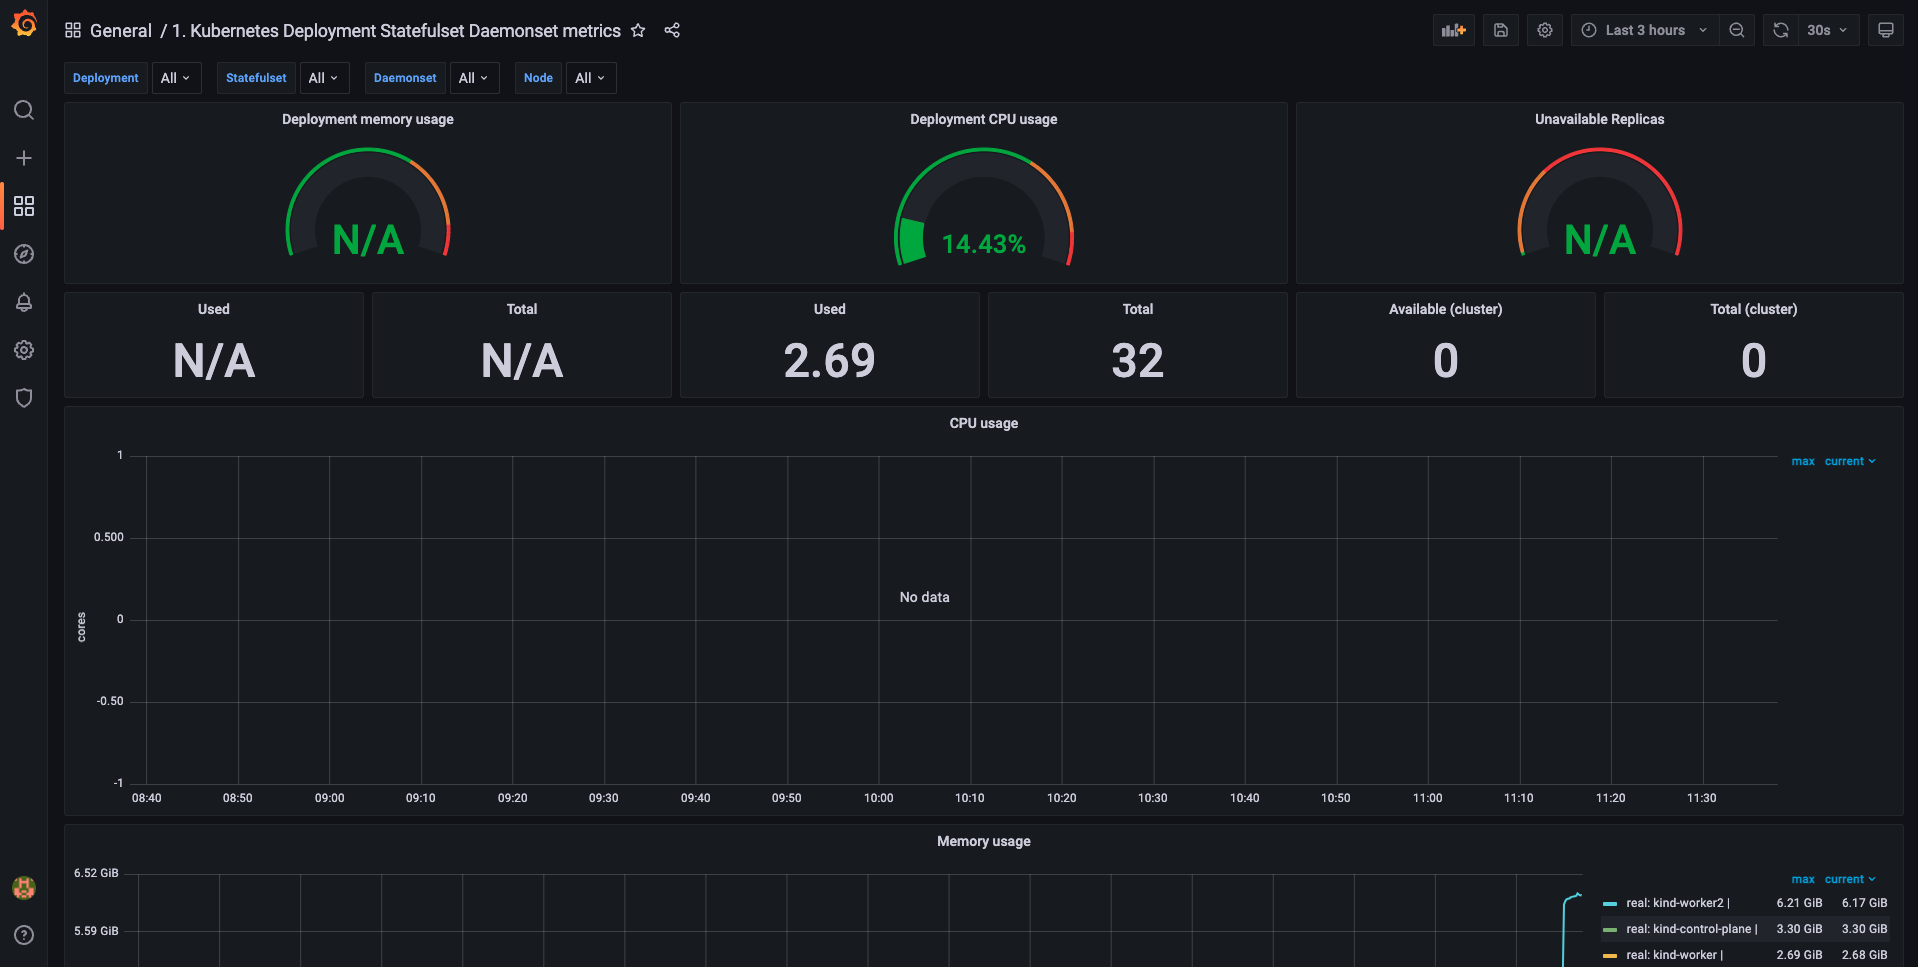 General / 1. Kubernetes Deployment Statefulset Daemonset metrics
Last 3 hours
30s
Deployment All Statefulset All Daemonset All Node All
Deployment memory usage
N/A
Deployment CPU usage
14.43%
Unavailable Replicas
N/A
Used
N/A
Total
N/A
Used
2.69
Total
32
Available (cluster)
0
Total (cluster)
0
CPU usage
max current
1
0.500
0
-0.50
-1
cores
No data
08:40 08:50 09:00 09:10 09:20 09:30 09:40 09:50 10:00 10:10 10:20 10:30 10:40 10:50 11:00 11:10 11:20 11:30
Memory usage
6.52 GiB
5.59 GiB
max current
real: kind-worker2 | 6.21 GiB 6.17 GiB
real: kind-control-plane | 3.30 GiB 3.30 GiB
real: kind-worker | 2.69 GiB 2.68 GiB